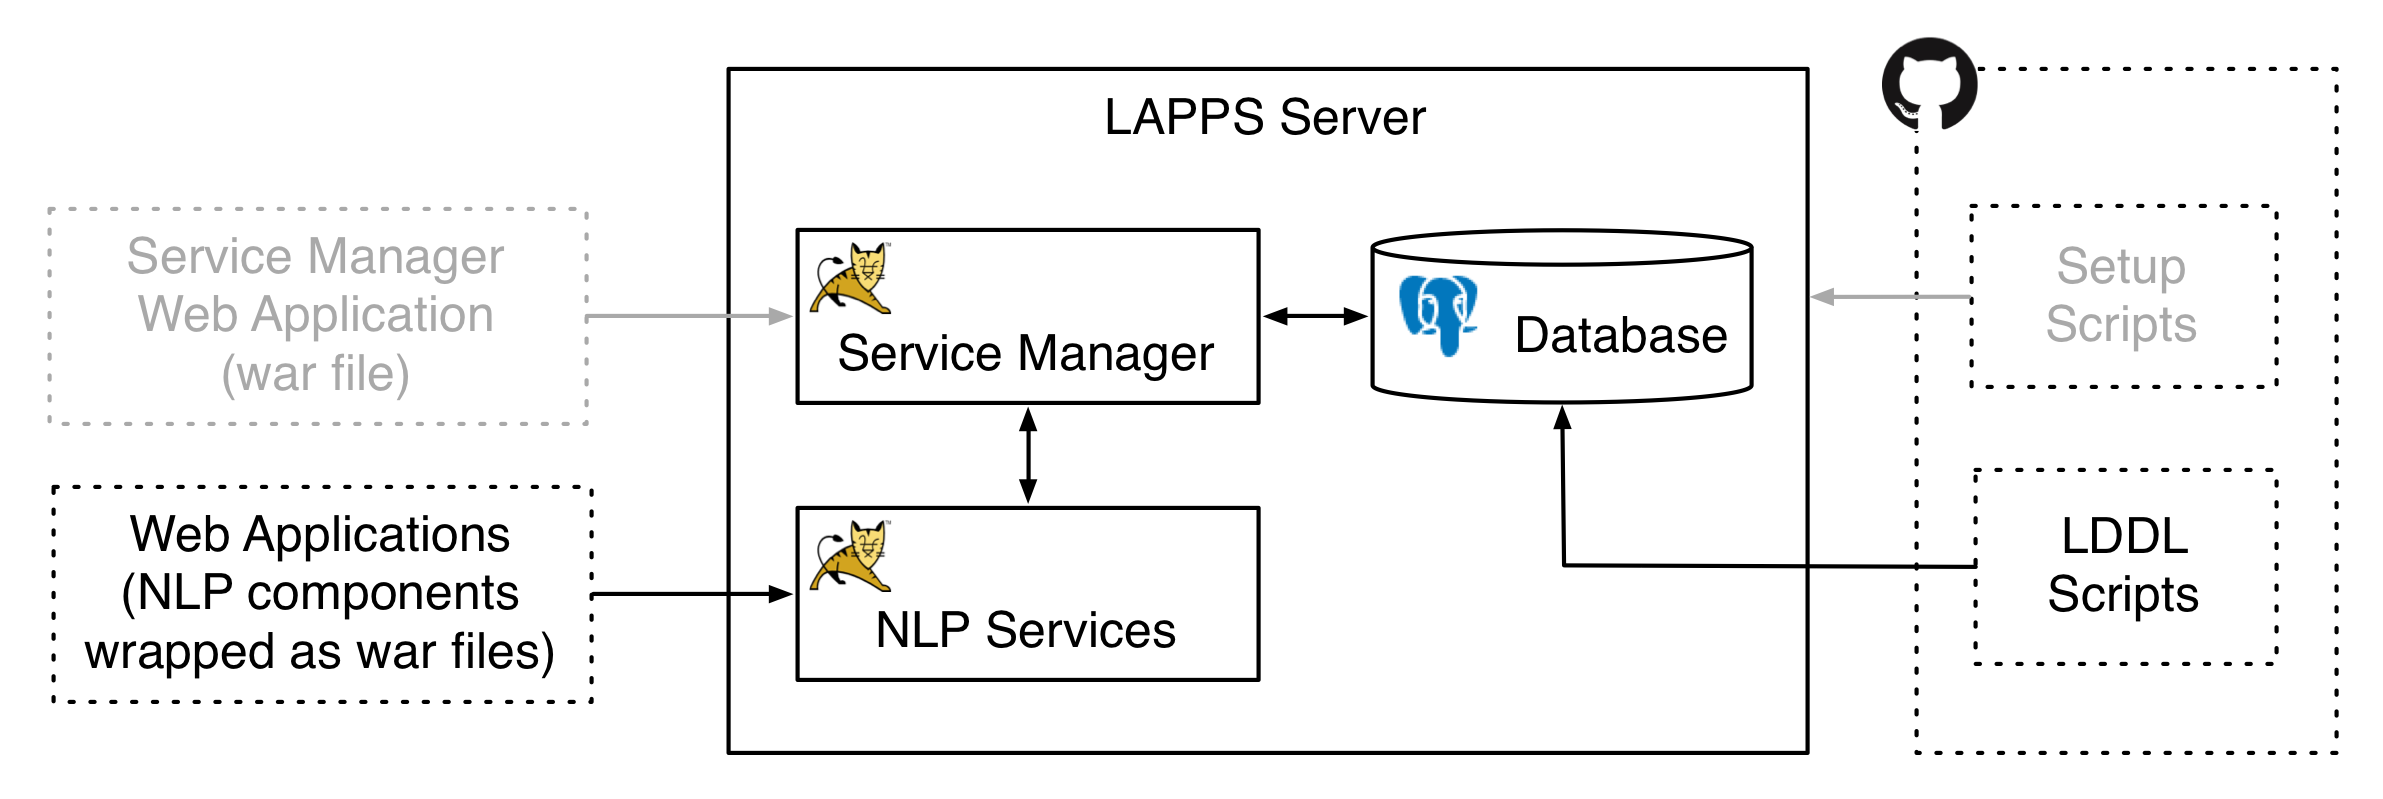 LAPPS Server
Service Manager
Web Application
(war file)
Service Manager
Database
Setup
Scripts
Web Applications
(NLP components
wrapped as war files)
NLP Services
LDDL
Scripts